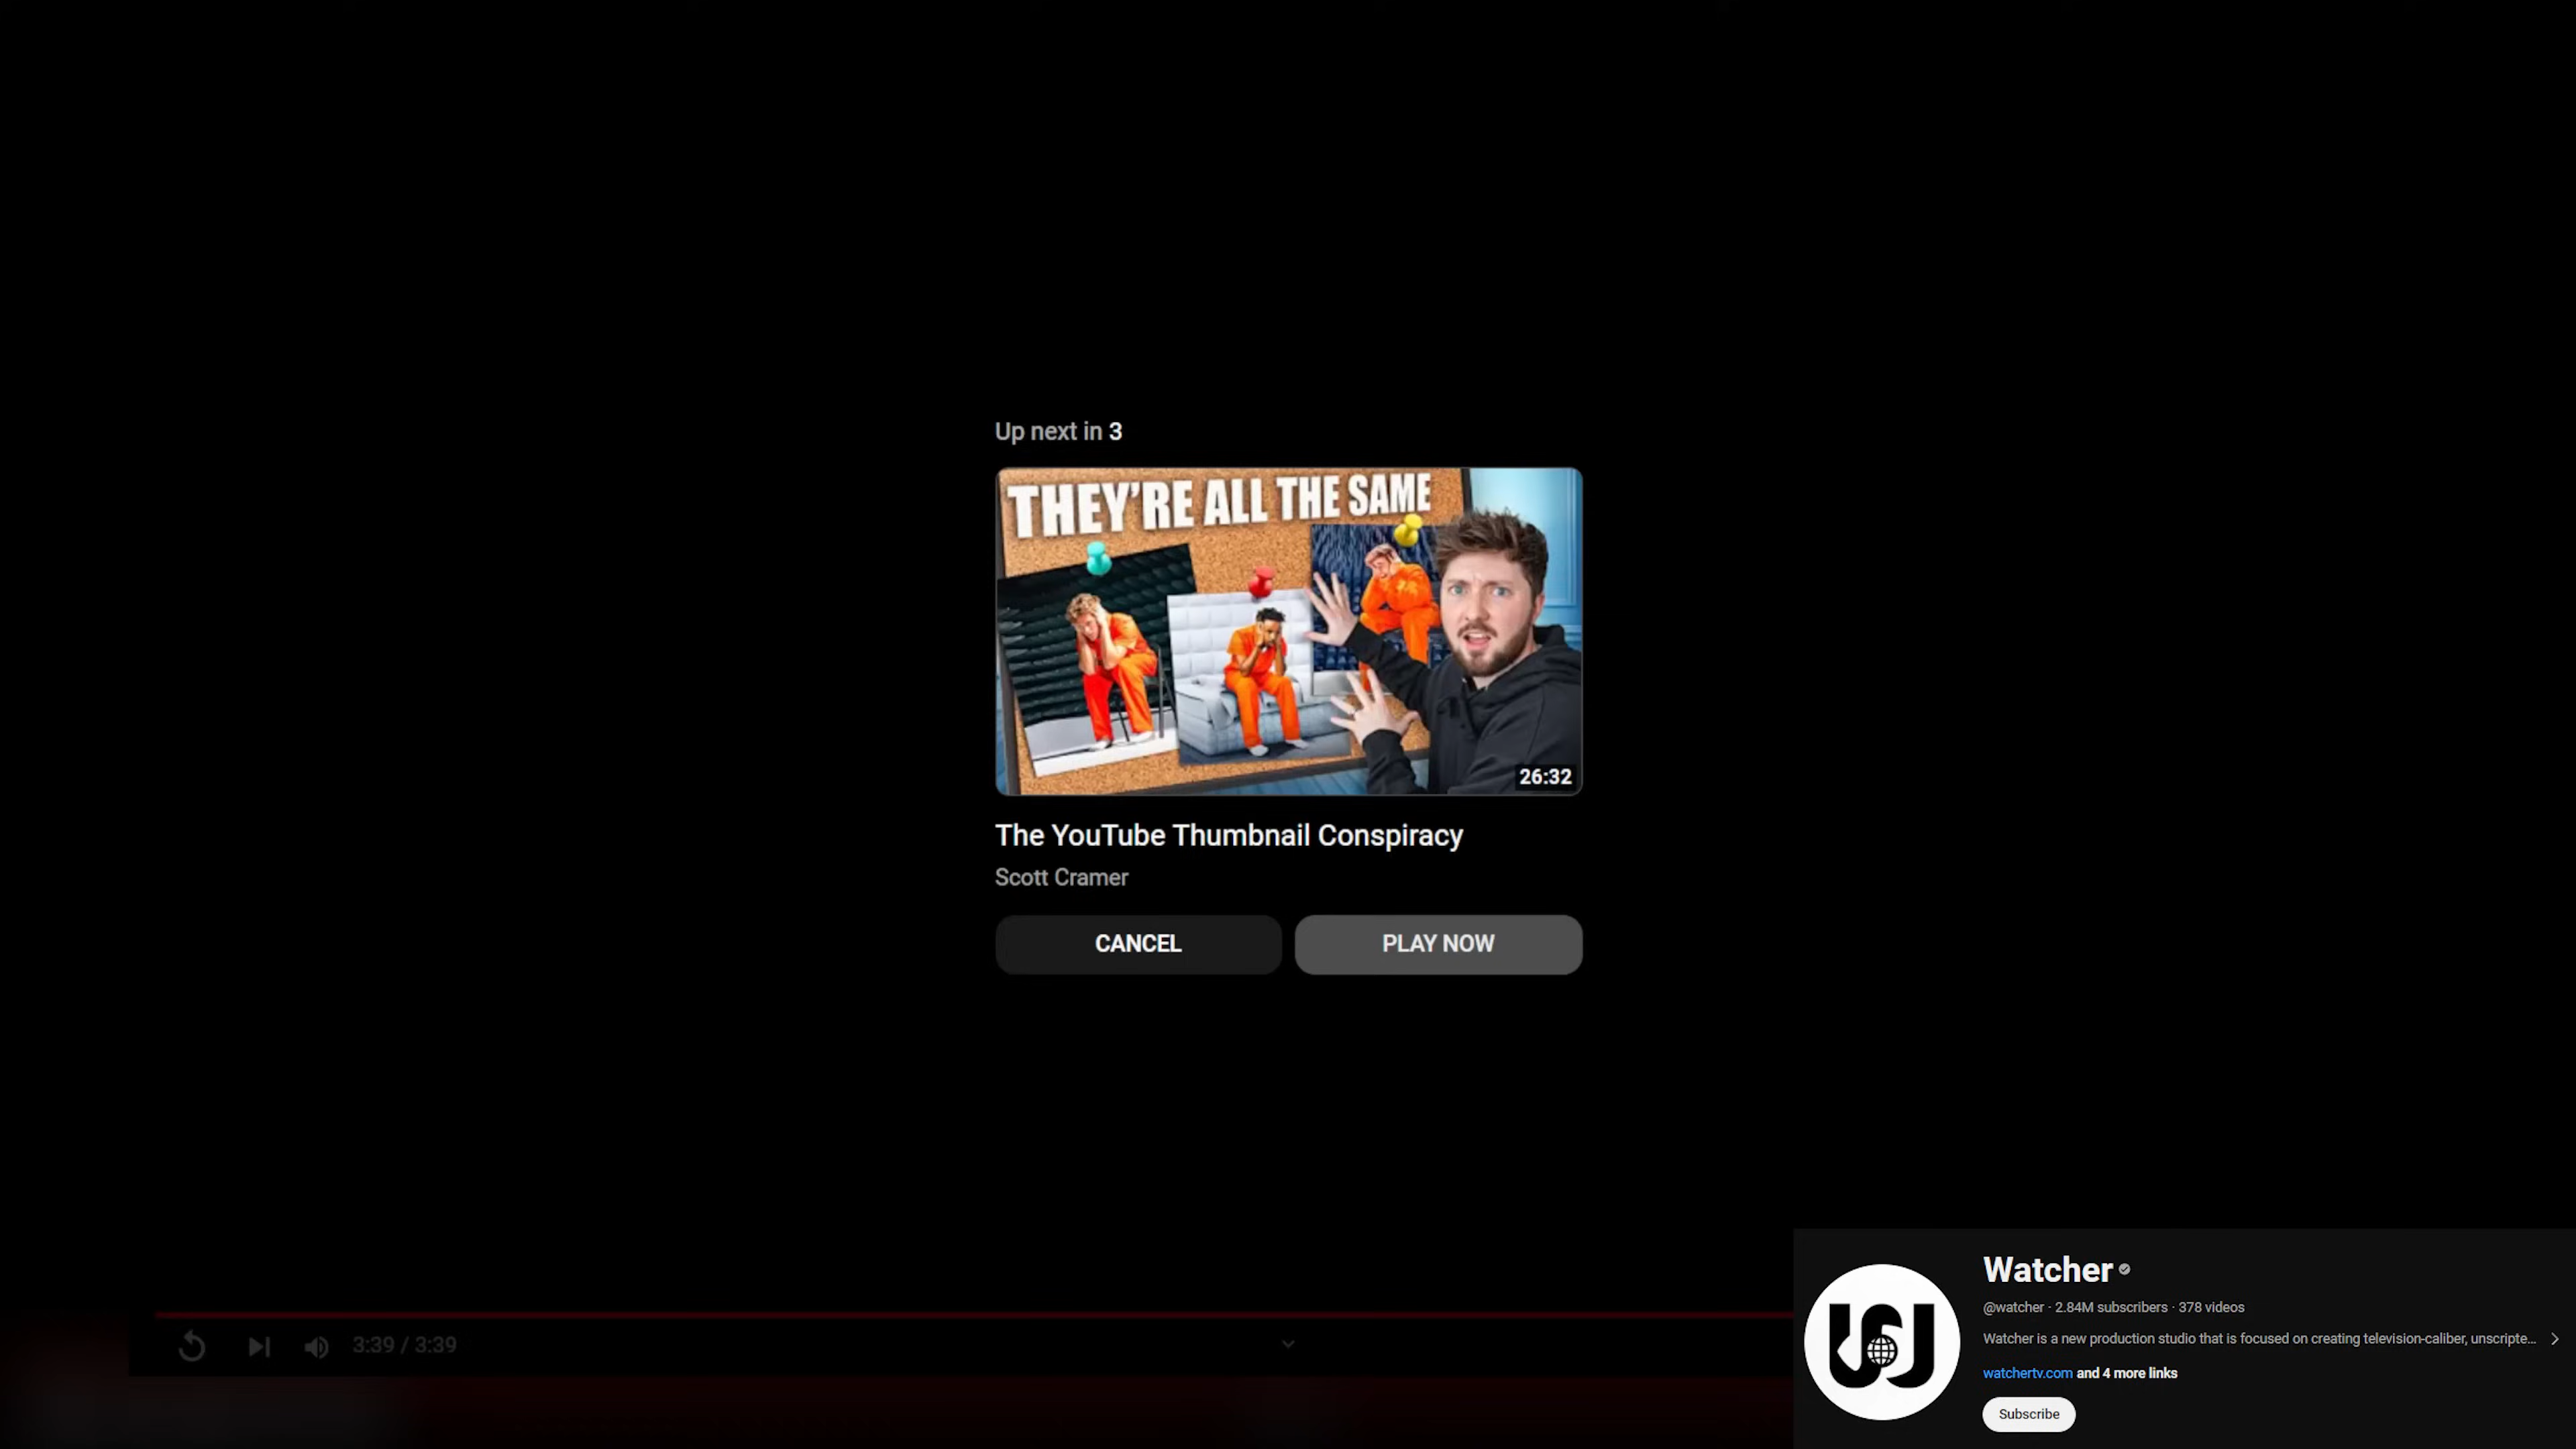 Up next in 3
THEY'RE ALL THE SAME
26:32
The YouTube Thumbnail Conspiracy
Scott Cramer
CANCEL
PLAY NOW
3:39 / 3:39
Watcher
@watcher · 2.84M subscribers · 378 videos
Watcher is a new production studio that is focused on creating television-caliber, unscripte...
watchertv.com and 4 more links
Subscribe